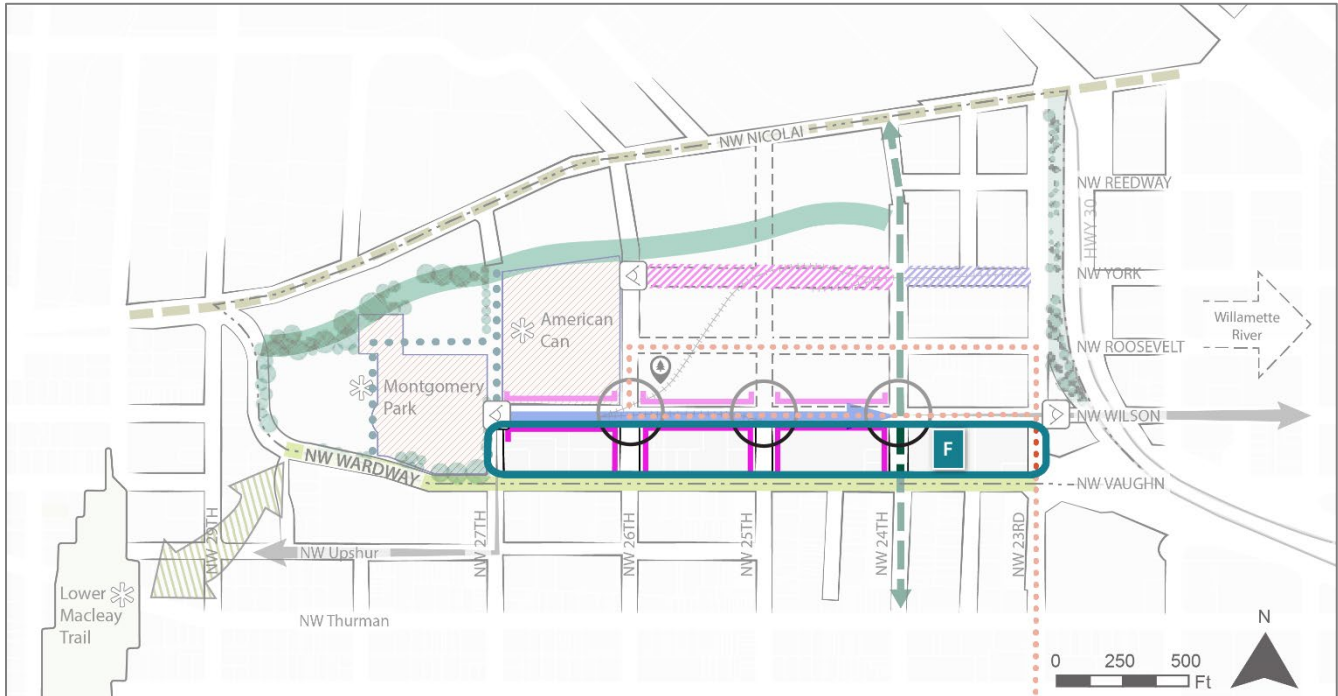 NW NICOLAI
NW REEDWAY
HWY 30
NW YORK
Willamette
River
American
Can
NW ROOSEVELT
Montgomery
Park
NW WILSON
F
NW WARDWAY
NW VAUGHN
NW 29TH
NW 27TH
NW 26TH
NW 25TH
NW 24TH
NW 23RD
NW Upshur
Lower
Macleay
Trail
NW Thurman
N
0 250 500
Ft